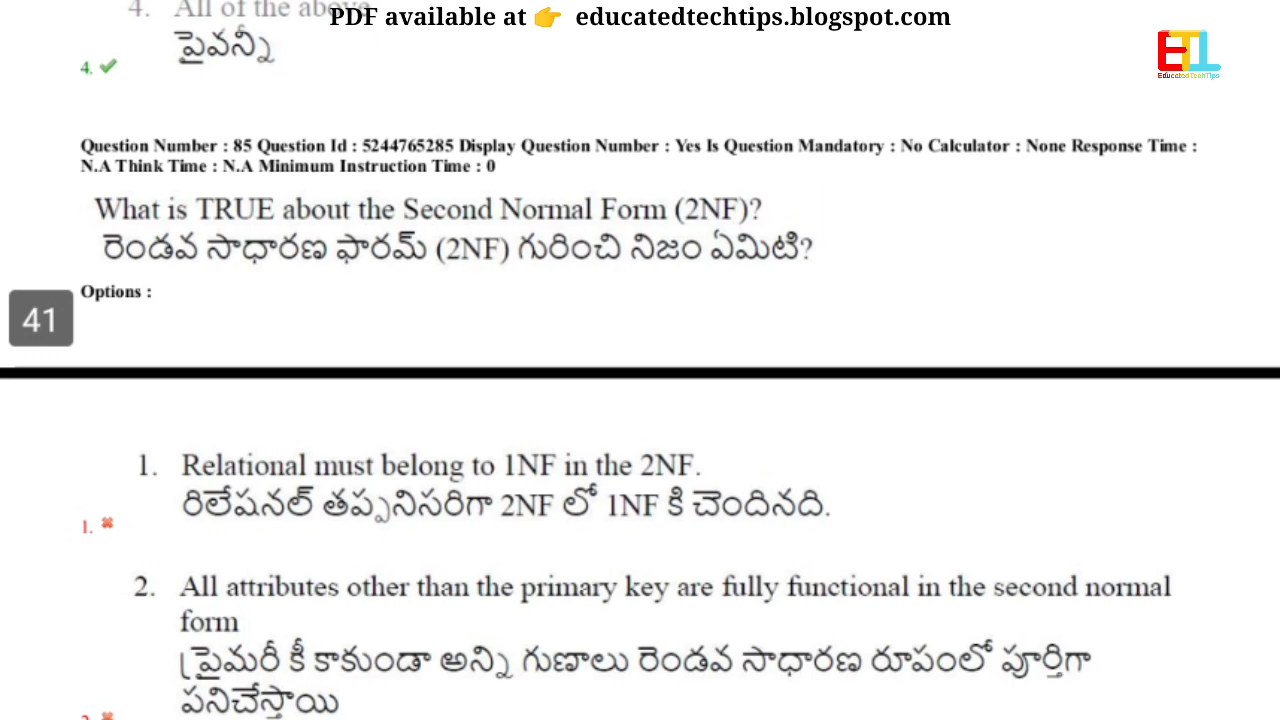 4. All of the above
PDF available at 👉 educatedtechtips.blogspot.com
పైవన్నీ
4.
ETL
EducatedTechTips
Question Number : 85 Question Id : 5244765285 Display Question Number : Yes Is Question Mandatory : No Calculator : None Response Time :
N.A Think Time : N.A Minimum Instruction Time : 0
What is TRUE about the Second Normal Form (2NF)?
రెండవ సాధారణ ఫారమ్ (2NF) గురించి నిజం ఏమిటి?
Options :
41
1. Relational must belong to 1NF in the 2NF.
రిలేషనల్ తప్పనిసరిగా 2NF లో 1NF కి చెందినది.
1.
2. All attributes other than the primary key are fully functional in the second normal
form
ప్రైమరీ కీ కాకుండా అన్ని గుణాలు రెండవ సాధారణ రూపంలో పూర్తిగా
పనిచేస్తాయి